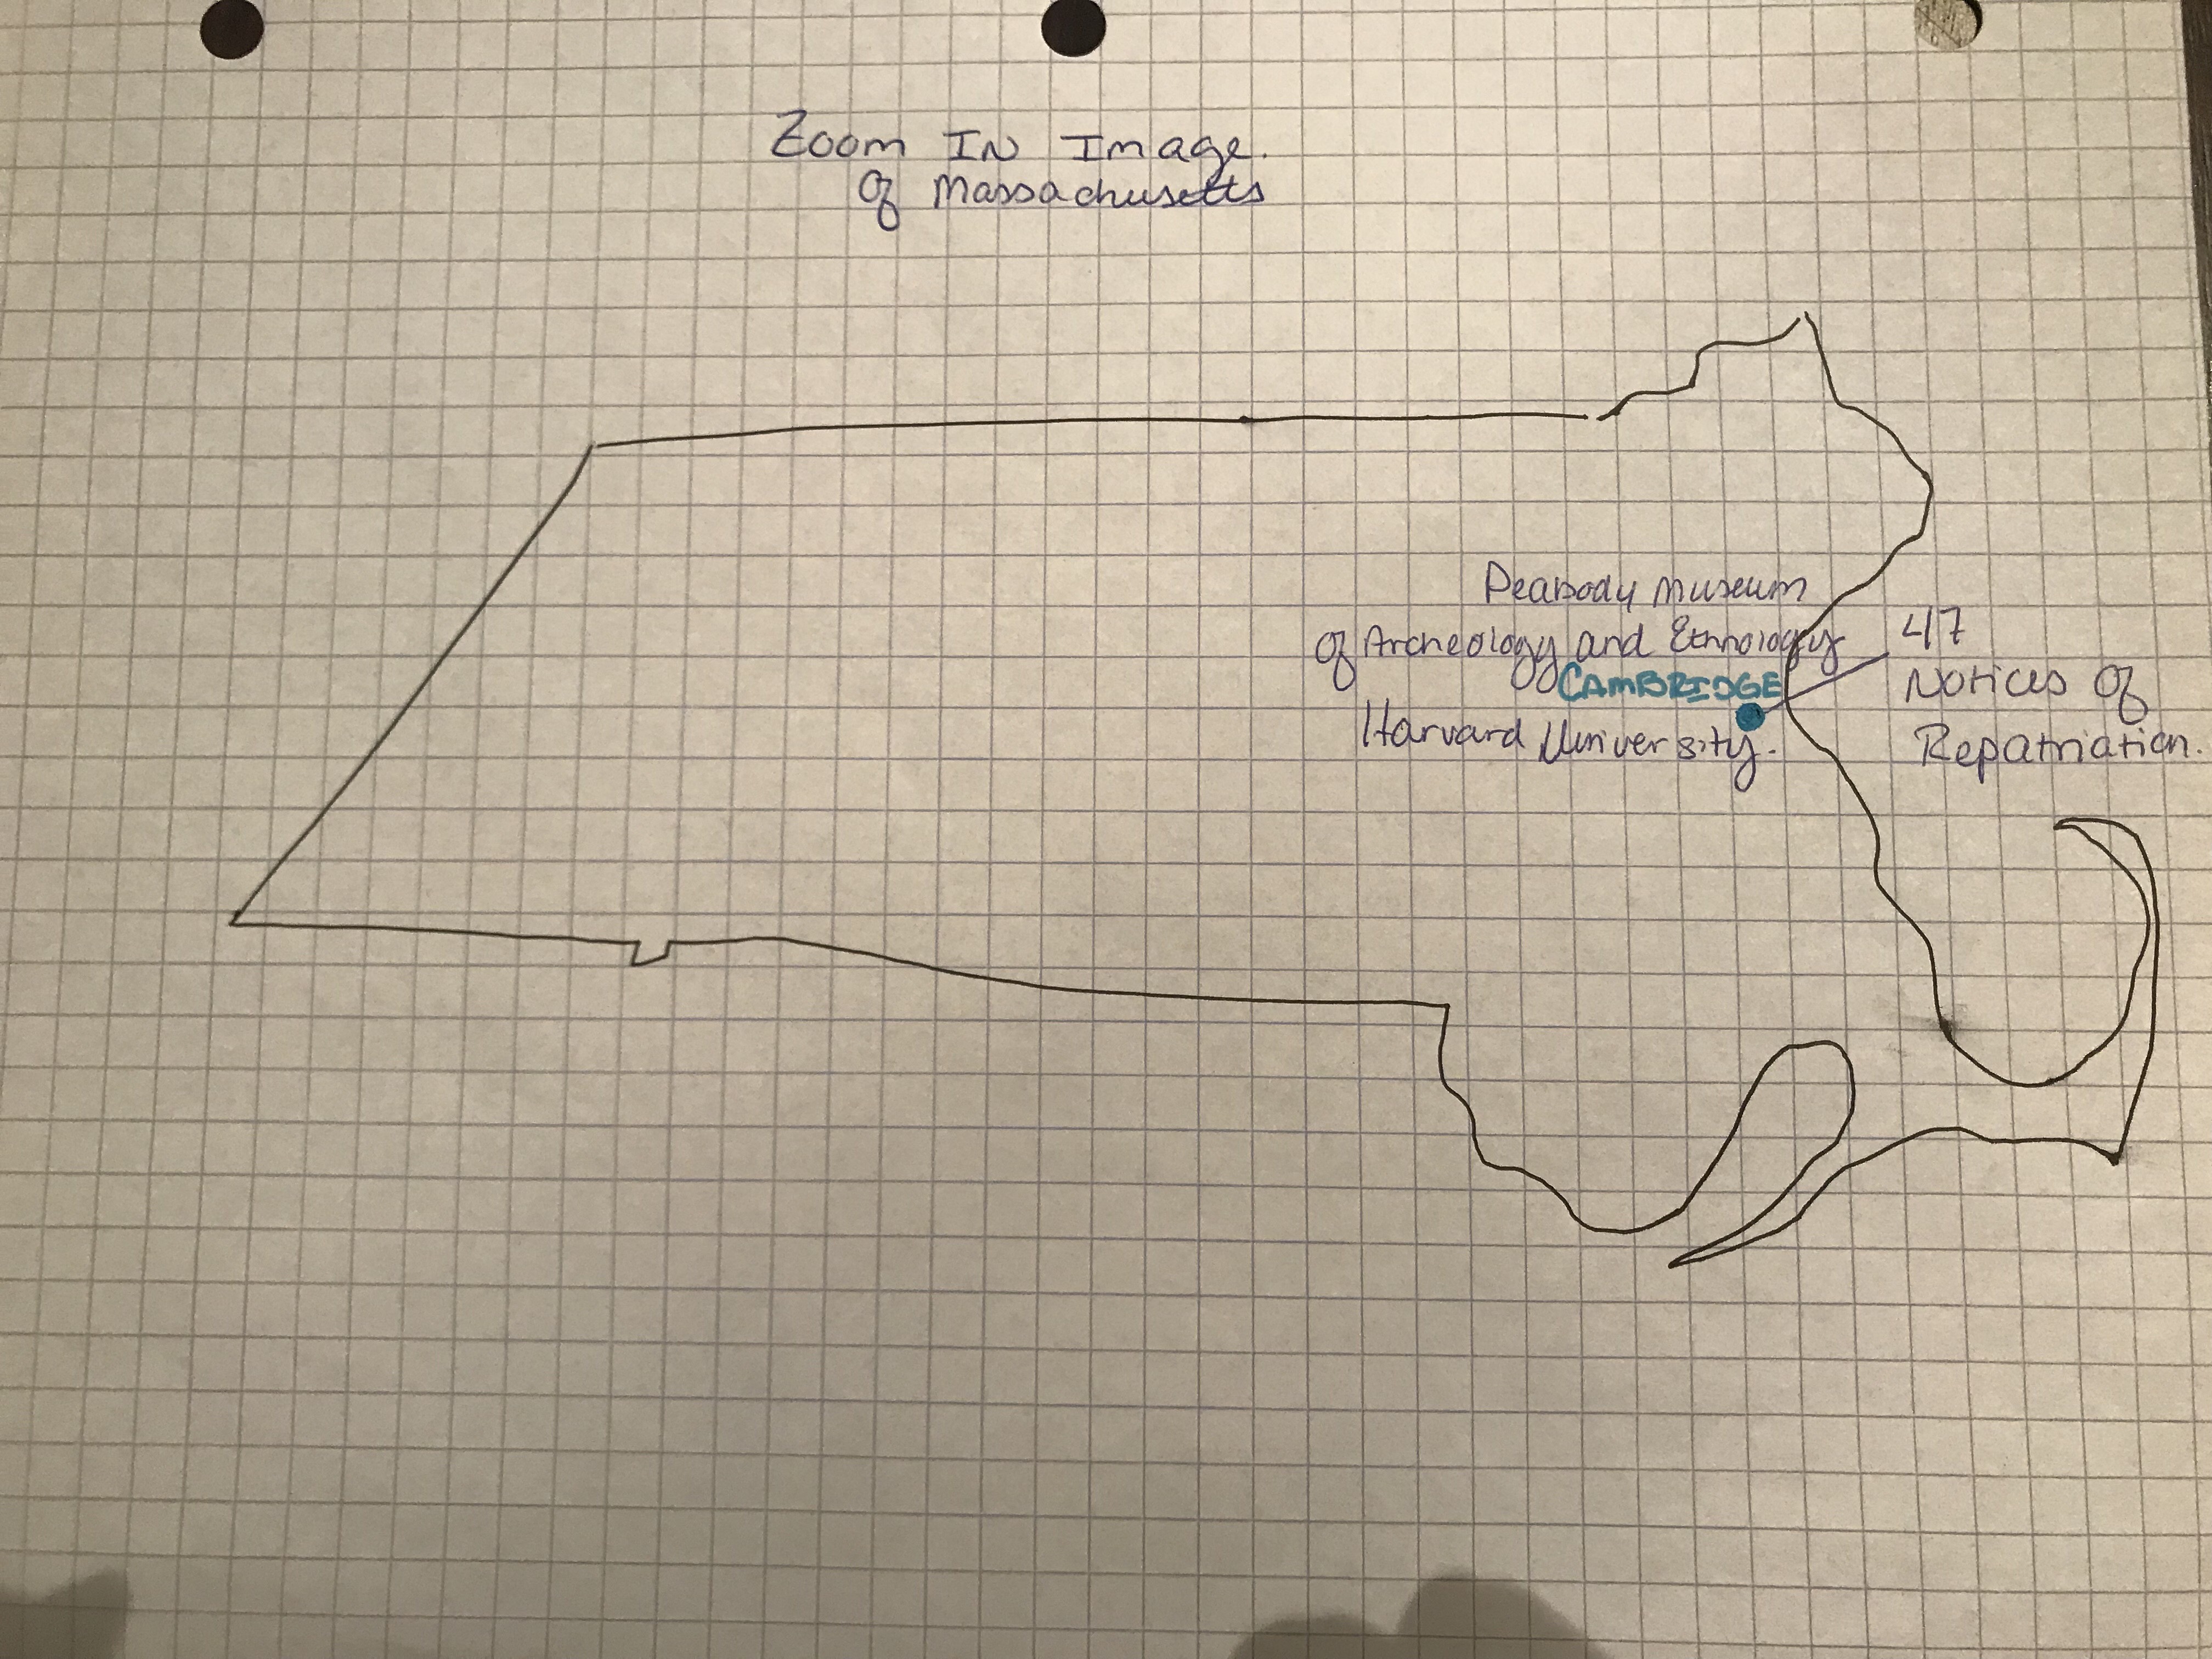 Zoom IN Image.
Of Massachusetts
Peabody Museum
of Archeology and Ethnology
CAMBRIDGE
Harvard University.
47
Notices Of
Repatriation.